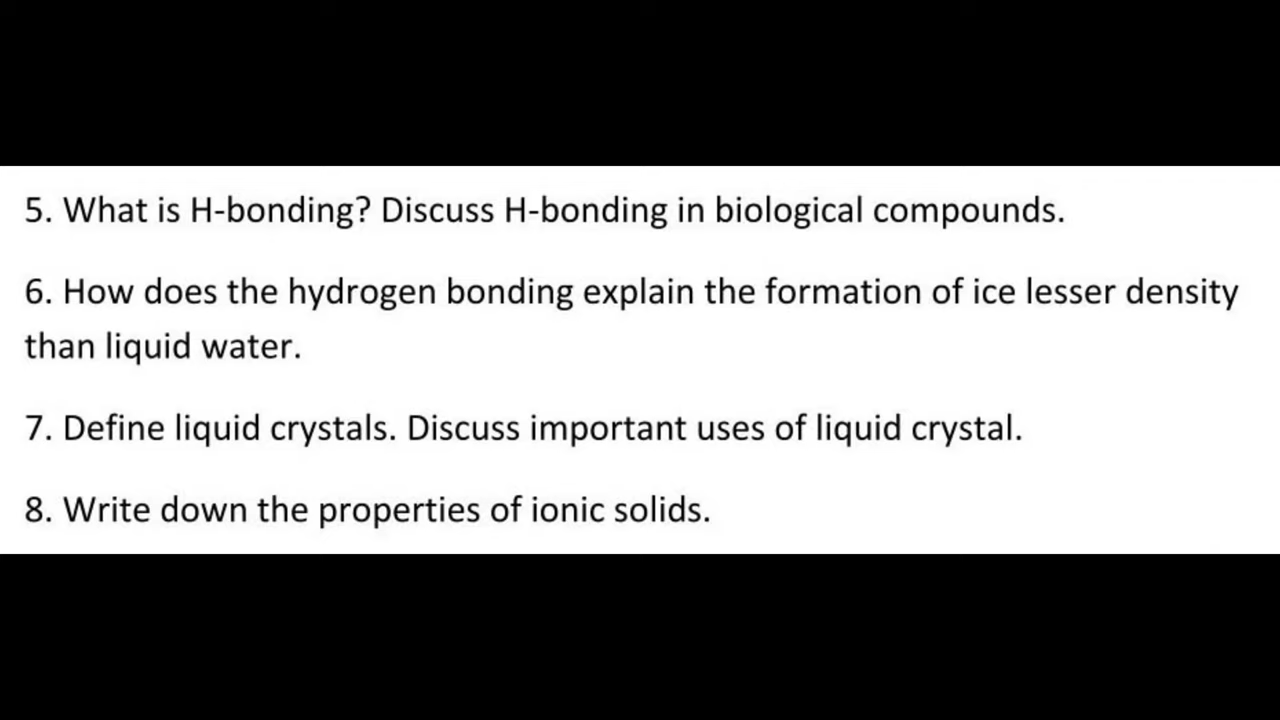 5. What is H-bonding? Discuss H-bonding in biological compounds.
6. How does the hydrogen bonding explain the formation of ice lesser density
than liquid water.
7. Define liquid crystals. Discuss important uses of liquid crystal.
8. Write down the properties of ionic solids.